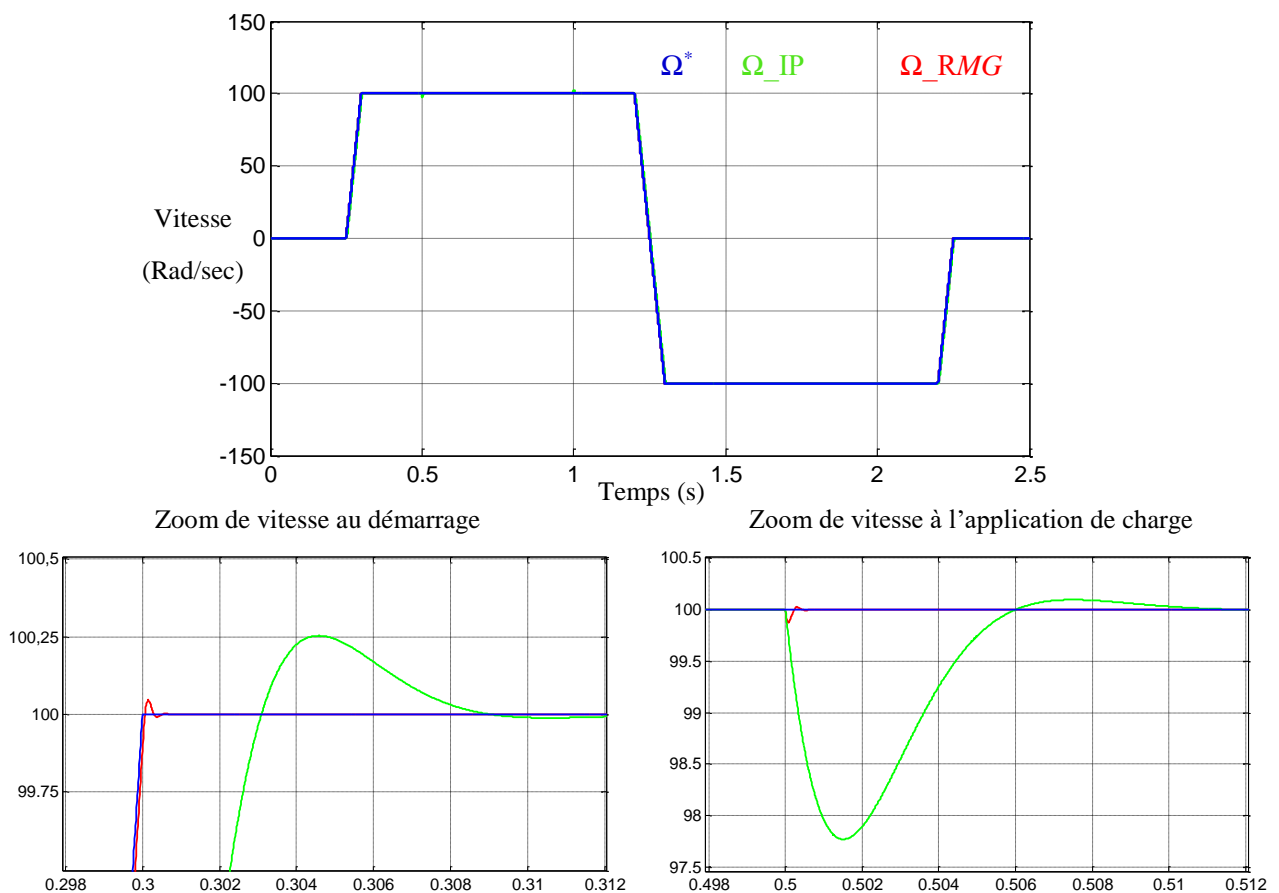 150
100
50
0
-50
-100
-150
Ω* Ω_IP Ω_RMG
Vitesse
(Rad/sec)
0 0.5 1 1.5 2 2.5
Temps (s)
Zoom de vitesse au démarrage
100,5
100,25
100
99.75
0.298 0.3 0.302 0.304 0.306 0.308 0.31 0.312
Zoom de vitesse à l'application de charge
100.5
100
99.5
99
98.5
98
97.5
0.498 0.5 0.502 0.504 0.506 0.508 0.51 0.512